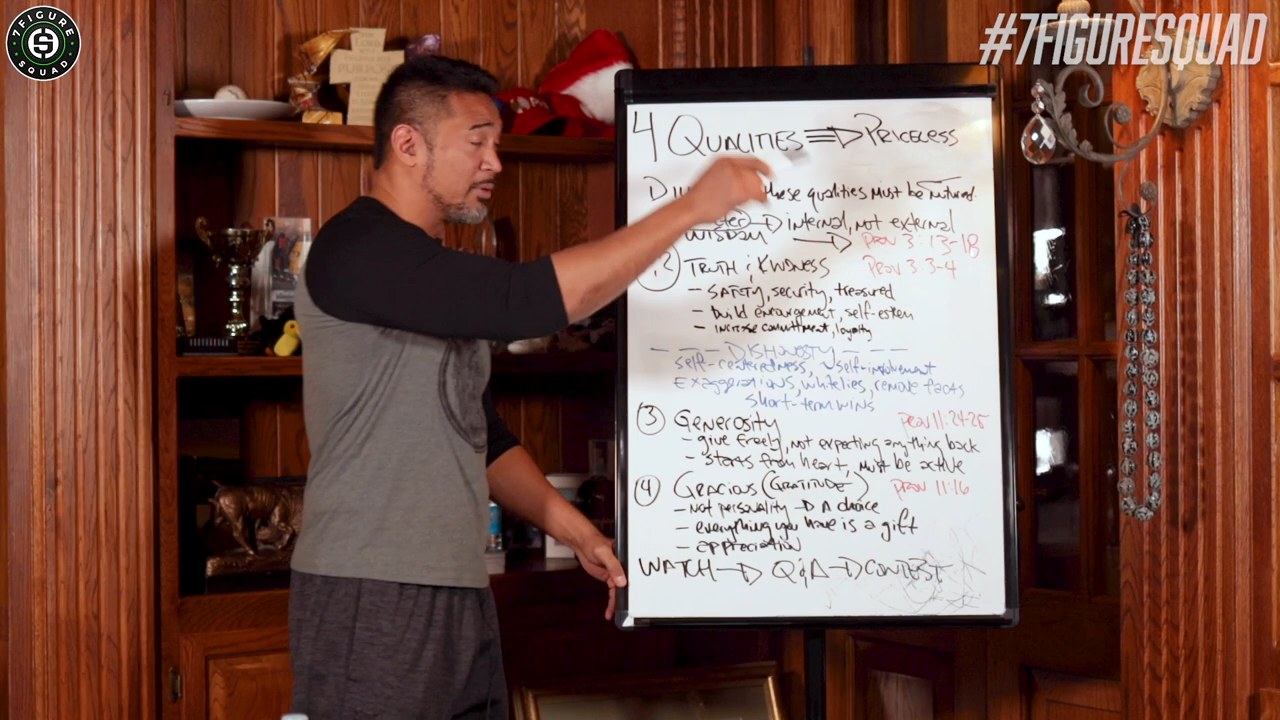 7FIGURE
SQUAD
#7FIGURESQUAD
PURPOSE
4 QUALITIES → PRICELESS
these qualities must be nurtured.
→ internal, not external
WISDOM → PROV 3:13-18
1,2 TRUTH & KINDNESS PROV 3:3-4
- SAFETY, security, treasured
- build encouragement, self-esteem
- increase commitment, loyalty
- - - DISHONESTY - - -
self-centeredness, self-involvement
Exaggerations, white lies, remove facts
short-term wins
3 Generosity Prov 11:24-25
- give freely, not expecting anything back
- starts from heart, must be active
4 GRACIOUS (GRATITUDE) PROV 11:16
- Not personality → A choice
- everything you have is a gift
- appreciation
WATCH → Q&A → CONTEST